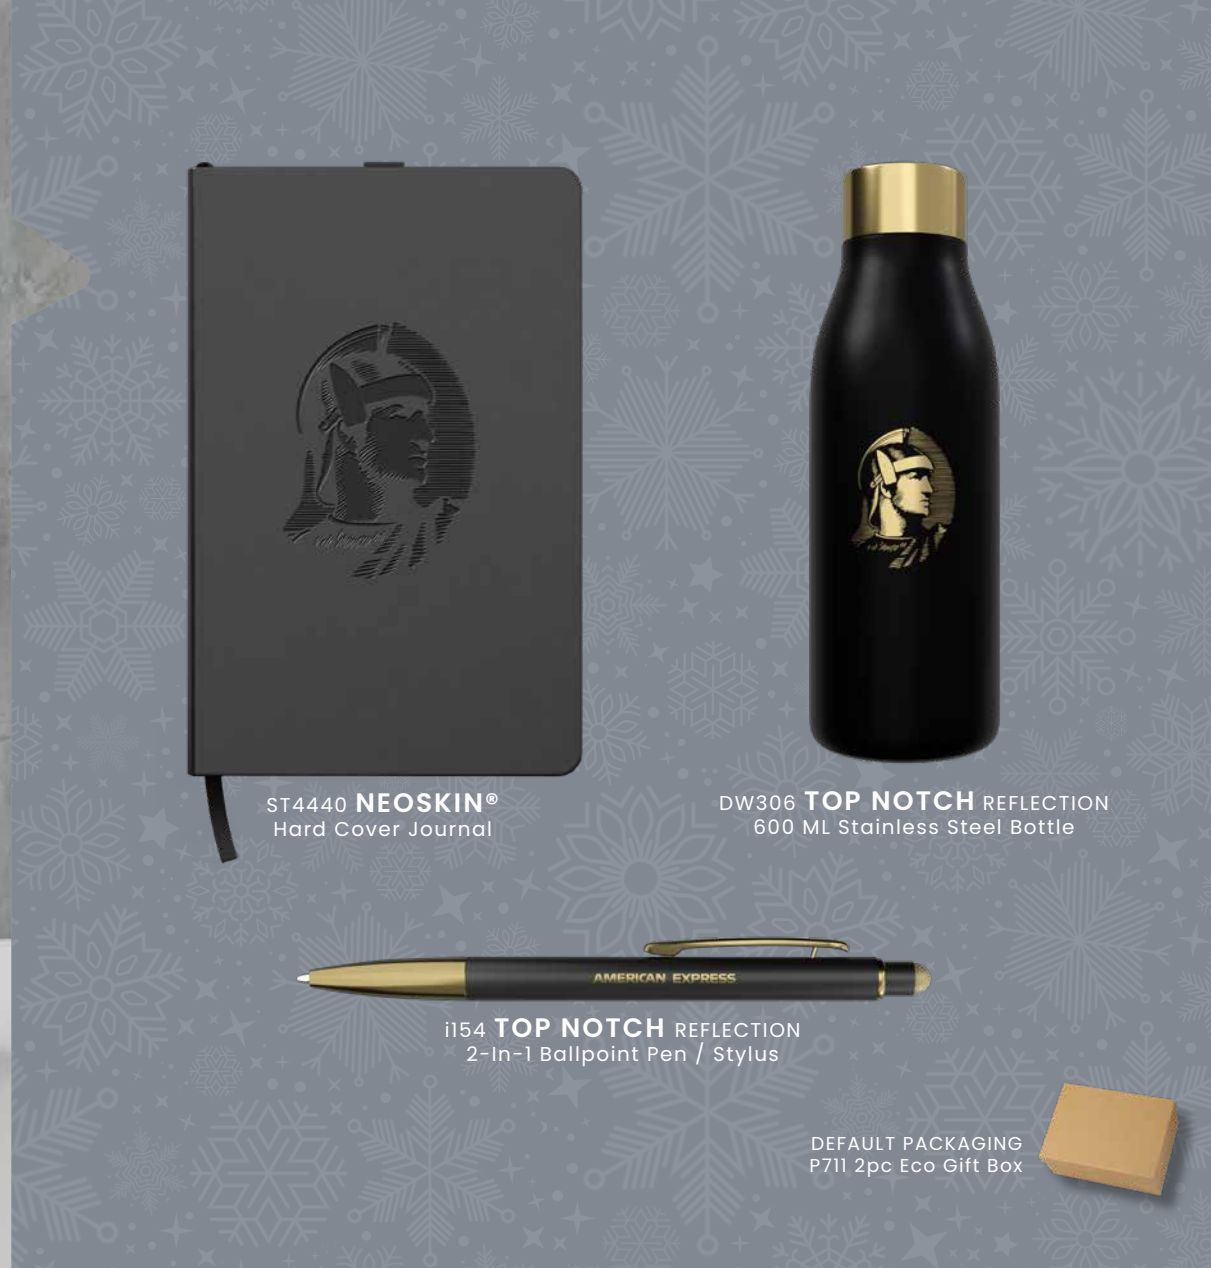 ST4440 NEOSKIN®
Hard Cover Journal
DW306 TOP NOTCH REFLECTION
600 ML Stainless Steel Bottle
AMERICAN EXPRESS
i154 TOP NOTCH REFLECTION
2-In-1 Ballpoint Pen / Stylus
DEFAULT PACKAGING
P711 2pc Eco Gift Box